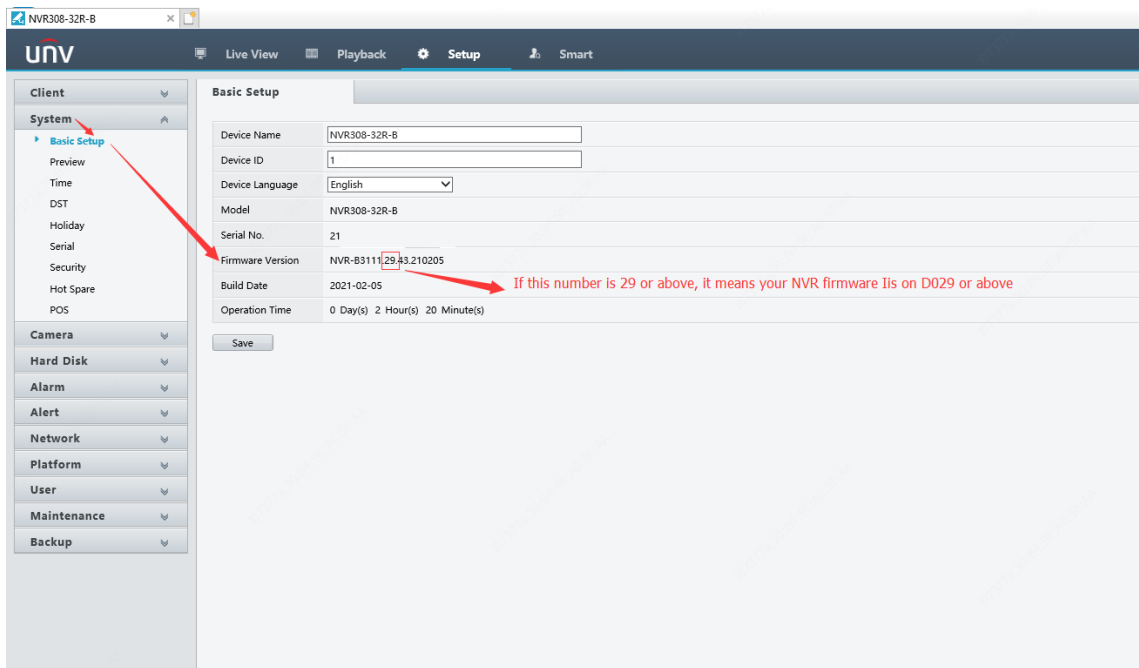 NVR308-32R-B
unv
Live View Playback Setup Smart
Client
System
Basic Setup
Preview
Time
DST
Holiday
Serial
Security
Hot Spare
POS
Camera
Hard Disk
Alarm
Alert
Network
Platform
User
Maintenance
Backup
Basic Setup
Device Name NVR308-32R-B
Device ID 1
Device Language English
Model NVR308-32R-B
Serial No. 21
Firmware Version NVR-B3111.29.43.210205
If this number is 29 or above, it means your NVR firmware Iis on D029 or above
Build Date 2021-02-05
Operation Time 0 Day(s) 2 Hour(s) 20 Minute(s)
Save